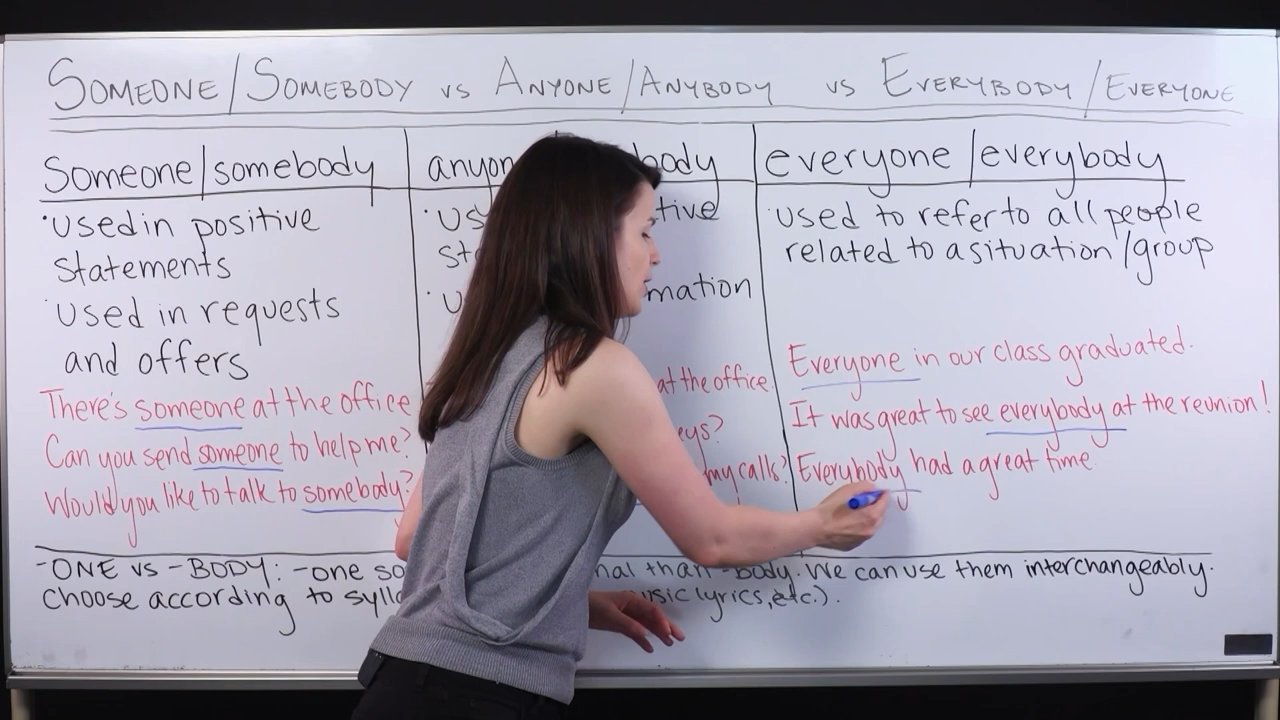 SOMEONE/SOMEBODY vs ANYONE/ANYBODY vs EVERYBODY/EVERYONE
Someone/somebody
·used in positive
statements
·used in requests
and offers
There's someone at the office
Can you send someone to help me?
Would you like to talk to somebody?
body
at the office.
my calls?
everyone/everybody
·used to refer to all people
related to a situation/group
Everyone in our class graduated.
It was great to see everybody at the reunion!
Everybody had a great time.
-ONE vs -BODY: -one than -body. We can use them interchangeably.
Choose according to lyrics, etc.).